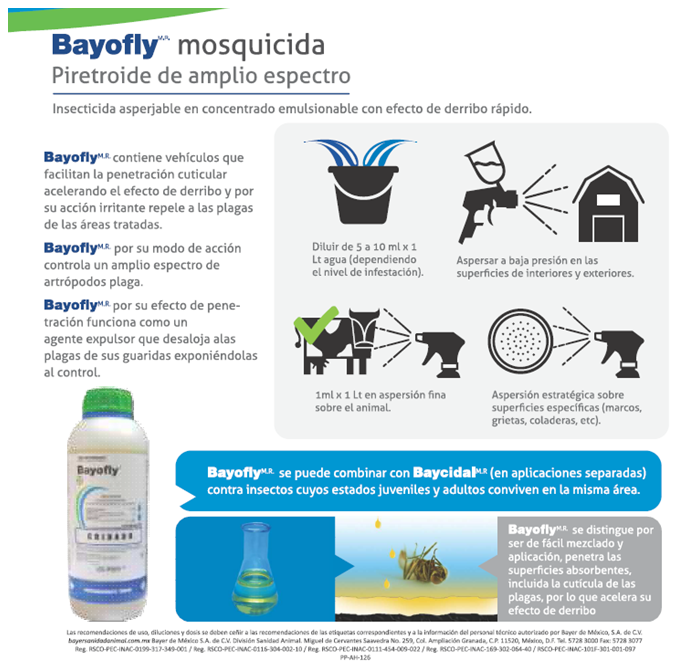 Bayofly M.R. mosquicida
Piretroide de amplio espectro
Insecticida asperjable en concentrado emulsionable con efecto de derribo rápido.
Bayofly M.R. contiene vehículos que
facilitan la penetración cuticular
acelerando el efecto de derribo y por
su acción irritante repele a las plagas
de las áreas tratadas.
Bayofly M.R. por su modo de acción
controla un amplio espectro de
artrópodos plaga.
Bayofly M.R. por su efecto de pene-
tración funciona como un
agente expulsor que desaloja alas
plagas de sus guaridas exponiéndolas
al control.
Diluir de 5 a 10 ml x 1
Lt agua (dependiendo
el nível de infestación).
Aspersar a baja presión en las
superficies de interiores y exteriores.
1ml x 1 Lt en aspersión fina
sobre el animal.
Aspersión estratégica sobre
superficies específicas (marcos,
grietas, coladeras, etc).
Bayofly
CUIDADO
Bayofly M.R. se puede combinar con Baycidal M.R (en aplicaciones separadas)
contra insectos cuyos estados juveniles y adultos conviven en la misma área.
Bayofly M.R. se distingue por
ser de fácil mezclado y
aplicación, penetra las
superficies absorbentes,
incluida la cutícula de las
plagas, por lo que acelera su
efecto de derribo
Las recomendaciones de uso, diluciones y dosis se deben ceñir a las recomendaciones de las etiquetas correspondientes y a la información del personal técnico autorizado por Bayer de México, S.A. de C.V.
bayersanidadanimal.com.mx Bayer de México S.A. de C.V. División Sanidad Animal. Miguel de Cervantes Saavedra No. 259, Col. Ampliación Granada, C.P. 11520, México, D.F. Tel. 5728 3000 Fax: 5728 3077
Reg. RSCO-PEC-INAC-0199-317-349-001 / Reg. RSCO-PEC-INAC-0116-304-002-10 / Reg. RSCO-PEC-INAC-0111-454-009-022 / Reg. RSCO-PEC-INAC-169-302-064-40 / RSCO-PEC-INAC-101F-301-001-097
PP-AH-126